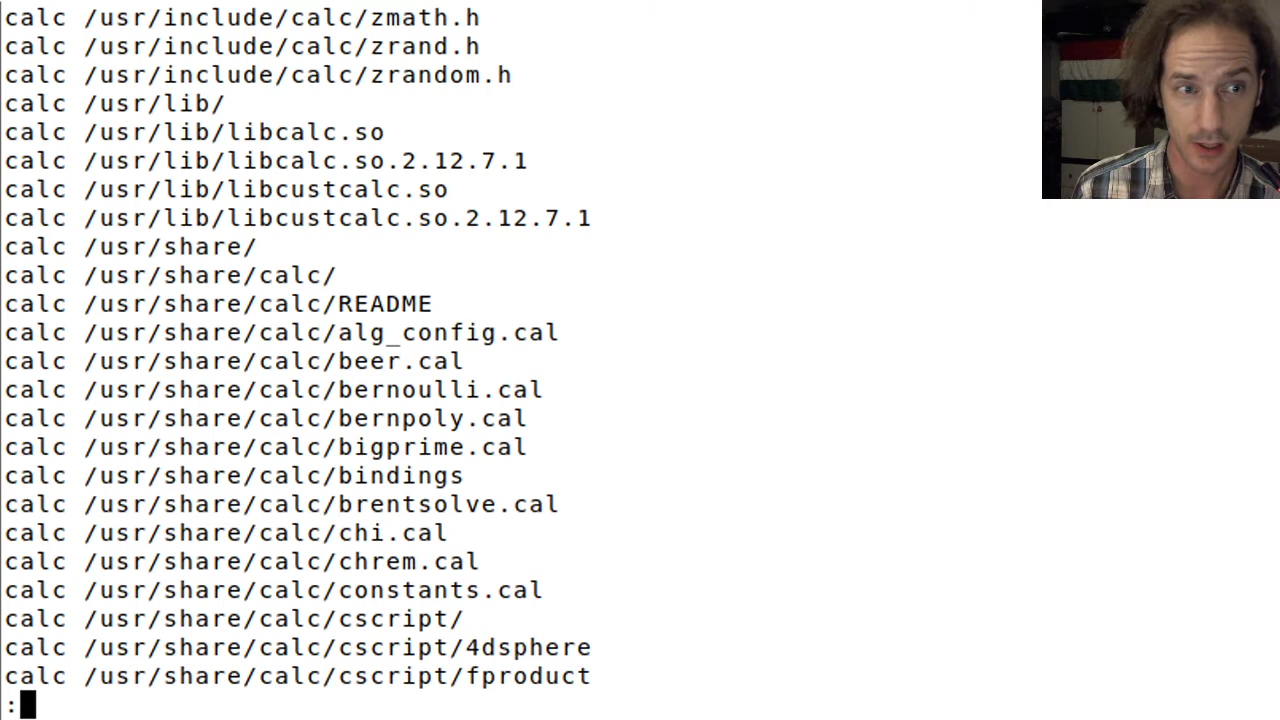 calc /usr/include/calc/zmath.h
calc /usr/include/calc/zrand.h
calc /usr/include/calc/zrandom.h
calc /usr/lib/
calc /usr/lib/libcalc.so
calc /usr/lib/libcalc.so.2.12.7.1
calc /usr/lib/libcustcalc.so
calc /usr/lib/libcustcalc.so.2.12.7.1
calc /usr/share/
calc /usr/share/calc/
calc /usr/share/calc/README
calc /usr/share/calc/alg_config.cal
calc /usr/share/calc/beer.cal
calc /usr/share/calc/bernoulli.cal
calc /usr/share/calc/bernpoly.cal
calc /usr/share/calc/bigprime.cal
calc /usr/share/calc/bindings
calc /usr/share/calc/brentsolve.cal
calc /usr/share/calc/chi.cal
calc /usr/share/calc/chrem.cal
calc /usr/share/calc/constants.cal
calc /usr/share/calc/cscript/
calc /usr/share/calc/cscript/4dsphere
calc /usr/share/calc/cscript/fproduct
: